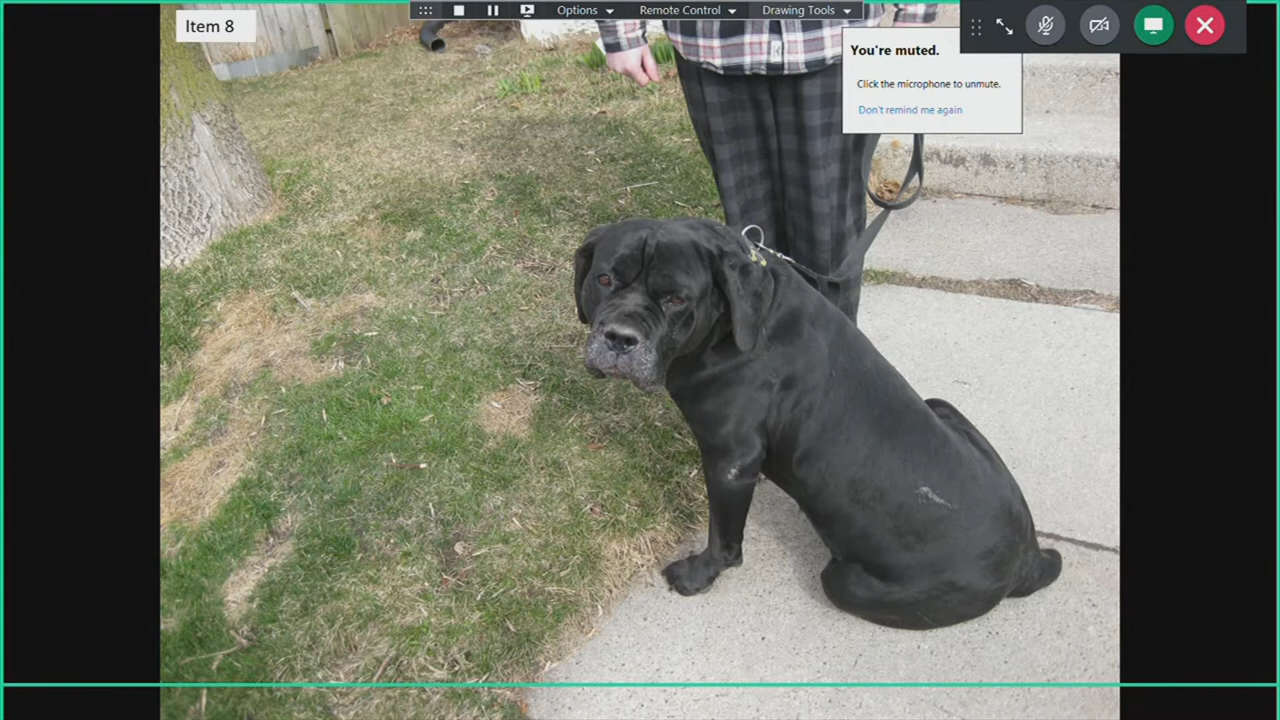 Item 8
Options
Remote Control
Drawing Tools
You're muted.
Click the microphone to unmute.
Don't remind me again